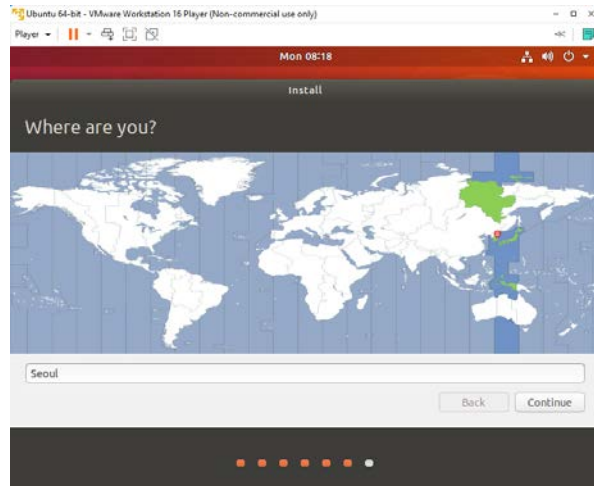 Ubuntu 64-bit - VMware Workstation 16 Player (Non-commercial use only)
Player
Mon 08:18
Install
Where are you?
Seoul
Back
Continue